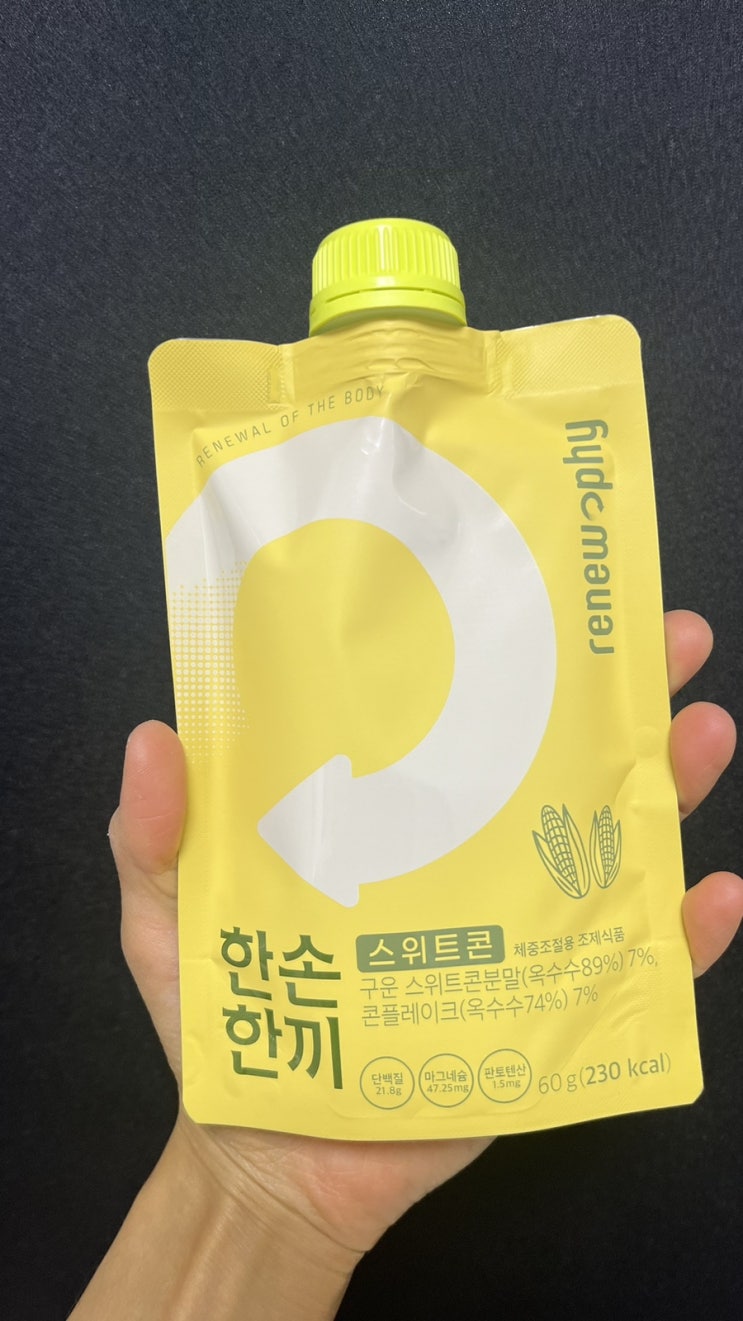 RENEWAL OF THE BODY
renewphy
한손
한끼
스위트콘 체중조절용 조제식품
구운 스위트콘분말(옥수수89%) 7%,
콘플레이크(옥수수74%) 7%
단백질
21.8g
마그네슘
47.25mg
판토텐산
1.5mg
60 g (230 kcal)